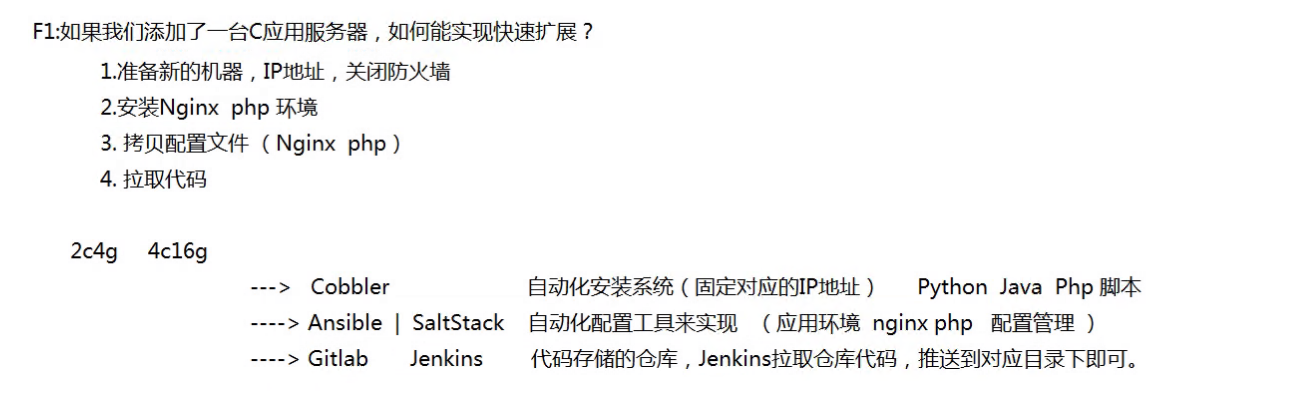 F1:如果我们添加了一台C应用服务器，如何能实现快速扩展？
1.准备新的机器，IP地址，关闭防火墙
2.安装Nginx php 环境
3. 拷贝配置文件（Nginx php）
4. 拉取代码
2c4g 4c16g
---> Cobbler 自动化安装系统（固定对应的IP地址） Python Java Php 脚本
----> Ansible | SaltStack 自动化配置工具来实现 （应用环境 nginx php 配置管理 ）
----> Gitlab Jenkins 代码存储的仓库，Jenkins拉取仓库代码，推送到对应目录下即可。